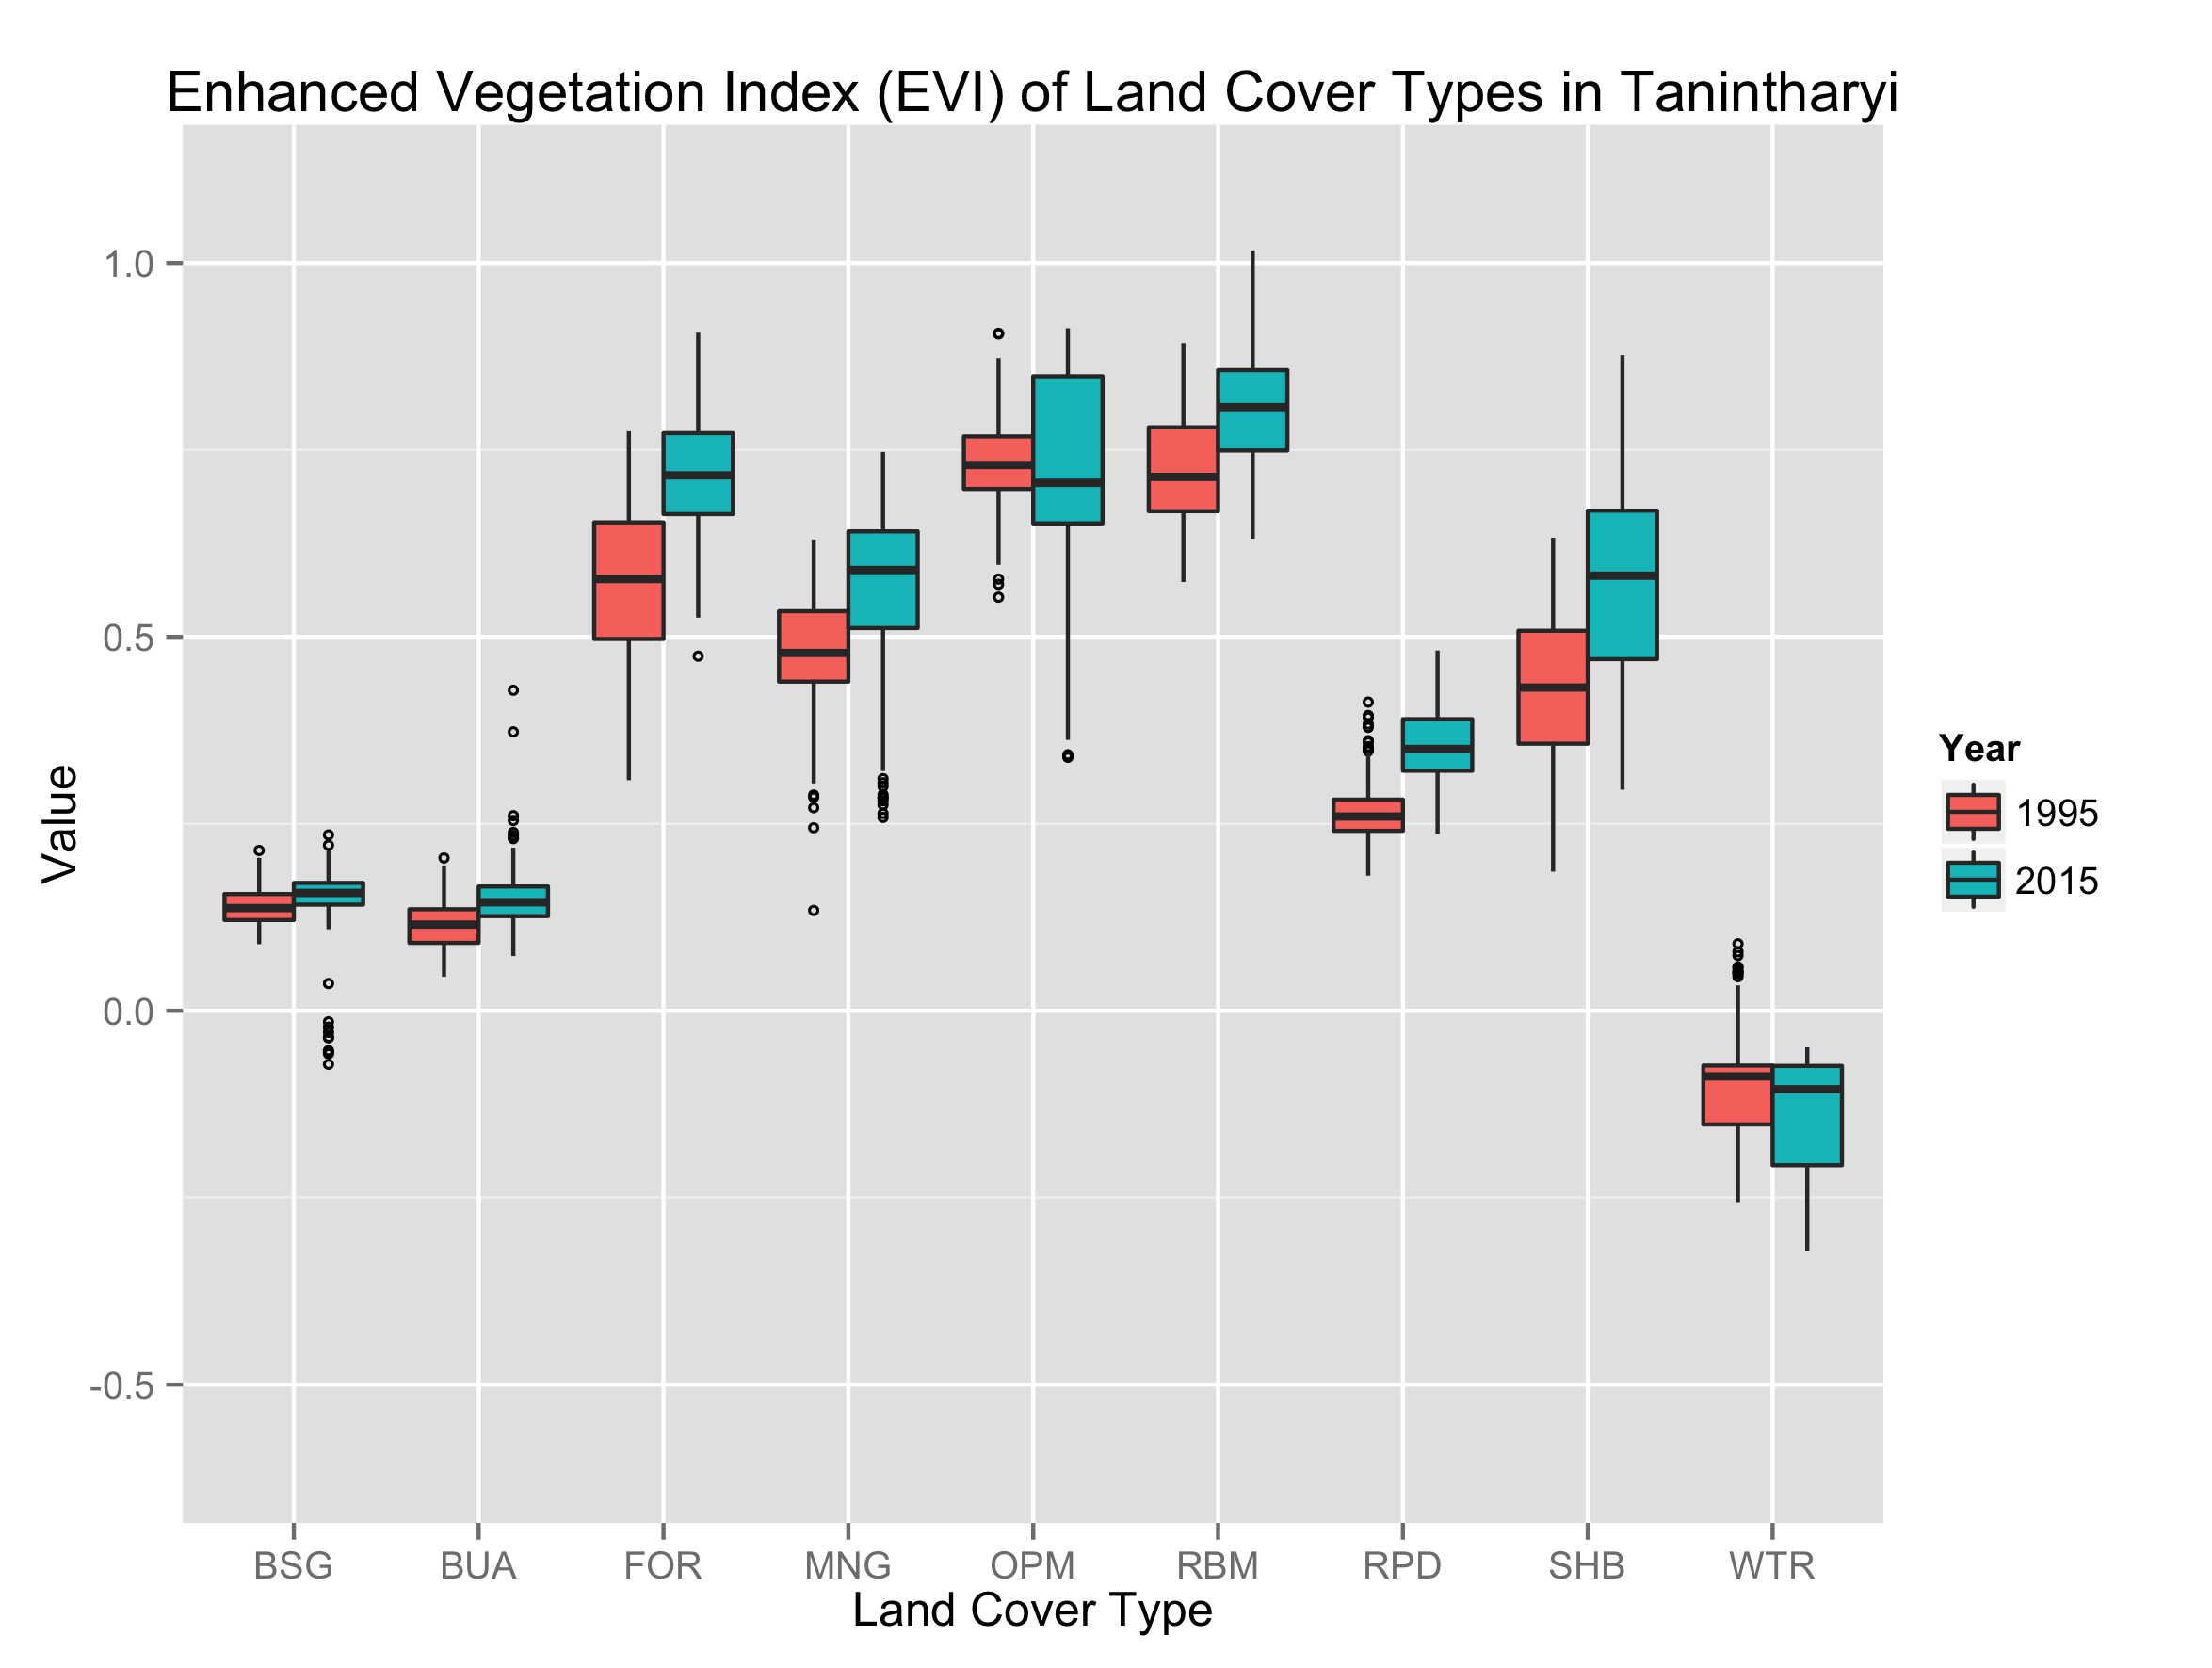 Enhanced Vegetation Index (EVI) of Land Cover Types in Tanintharyi
1.0
0.5
0.0
-0.5
Value
BSG BUA FOR MNG OPM RBM RPD SHB WTR
Land Cover Type
Year
1995
2015